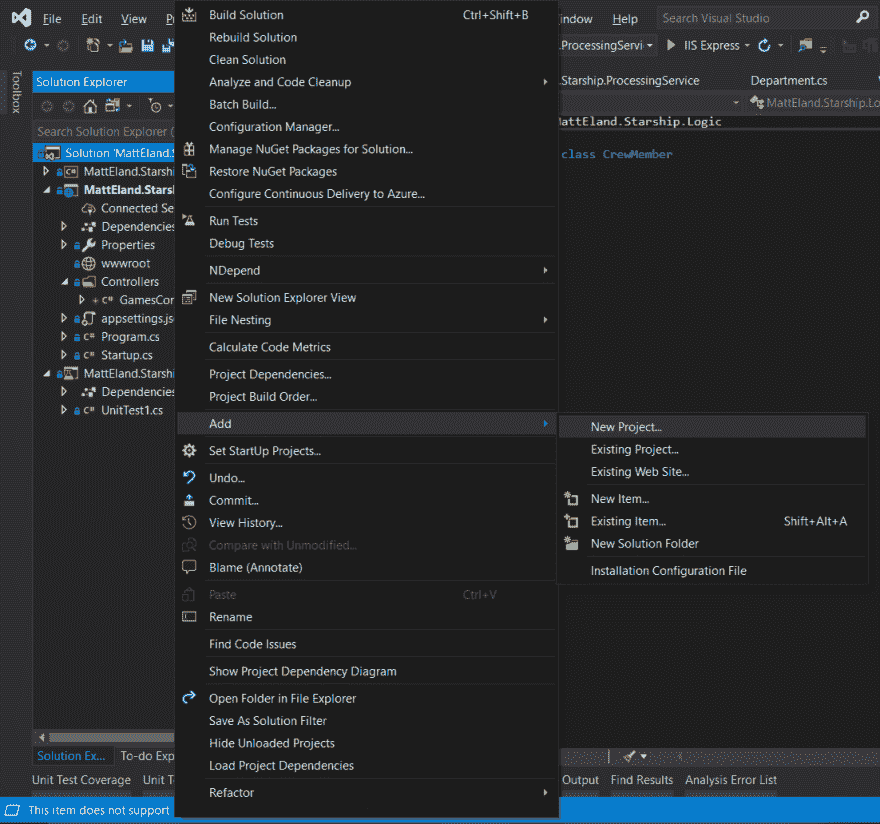 File Edit View
indow Help Search Visual Studio
.ProcessingServi IIS Express
Toolbox
Solution Explorer
Search Solution Explorer (
Solution 'MattEland.S
MattEland.Starshi
MattEland.Starsl
Connected Se
Dependencies
Properties
wwwroot
Controllers
C# GamesCor
appsettings.js
C# Program.cs
C# Startup.cs
MattEland.Starshi
Dependencies
C# UnitTest1.cs
Build Solution Ctrl+Shift+B
Rebuild Solution
Clean Solution
Analyze and Code Cleanup
Batch Build...
Configuration Manager...
Manage NuGet Packages for Solution...
Restore NuGet Packages
Configure Continuous Delivery to Azure...
Run Tests
Debug Tests
NDepend
New Solution Explorer View
File Nesting
Calculate Code Metrics
Project Dependencies...
Project Build Order...
Add
Set StartUp Projects...
Undo...
Commit...
View History...
Compare with Unmodified...
Blame (Annotate)
Paste Ctrl+V
Rename
Find Code Issues
Show Project Dependency Diagram
Open Folder in File Explorer
Save As Solution Filter
Hide Unloaded Projects
Load Project Dependencies
Refactor
New Project...
Existing Project...
Existing Web Site...
New Item...
Existing Item... Shift+Alt+A
New Solution Folder
Installation Configuration File
.Starship.ProcessingService Department.cs
MattEland.Starship.Lo
MattEland.Starship.Logic
class CrewMember
Solution Ex... To-do Exp
Unit Test Coverage Unit T
Output Find Results Analysis Error List
This item does not support